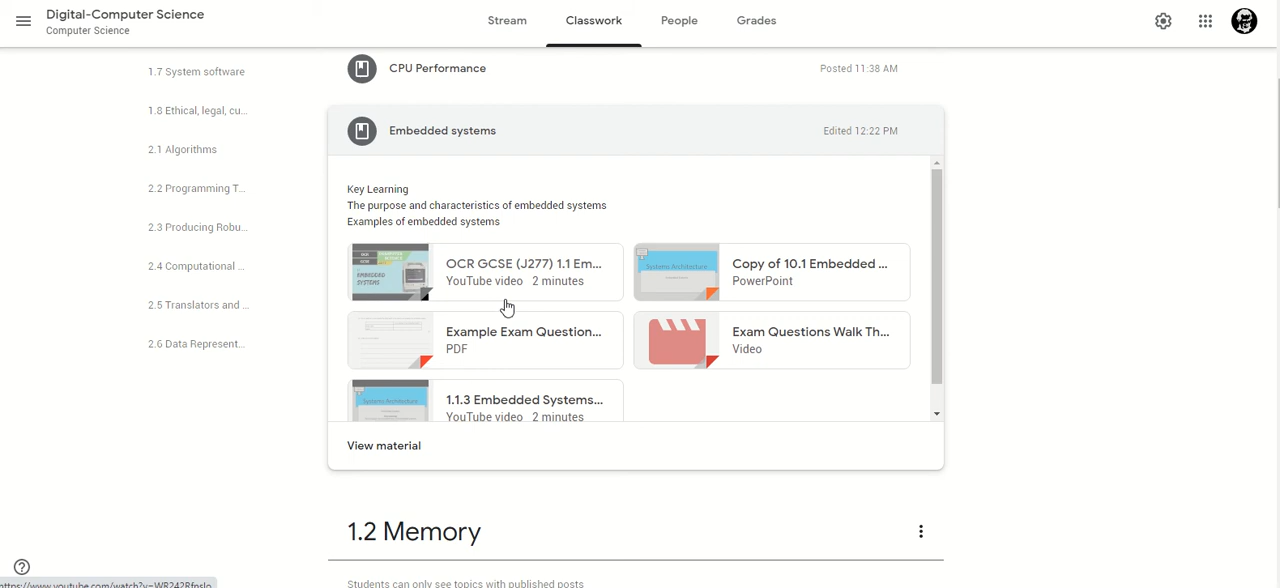 Digital-Computer Science
Computer Science
Stream
Classwork
People
Grades
1.7 System software
1.8 Ethical, legal, cu...
2.1 Algorithms
2.2 Programming T...
2.3 Producing Robu...
2.4 Computational ...
2.5 Translators and ...
2.6 Data Represent...
CPU Performance
Posted 11:38 AM
Embedded systems
Edited 12:22 PM
Key Learning
The purpose and characteristics of embedded systems
Examples of embedded systems
OCR GCSE (J277) 1.1 Em...
YouTube video 2 minutes
Copy of 10.1 Embedded ...
PowerPoint
Example Exam Question...
PDF
Exam Questions Walk Th...
Video
1.1.3 Embedded Systems...
YouTube video 2 minutes
View material
1.2 Memory
Students can only see topics with published posts